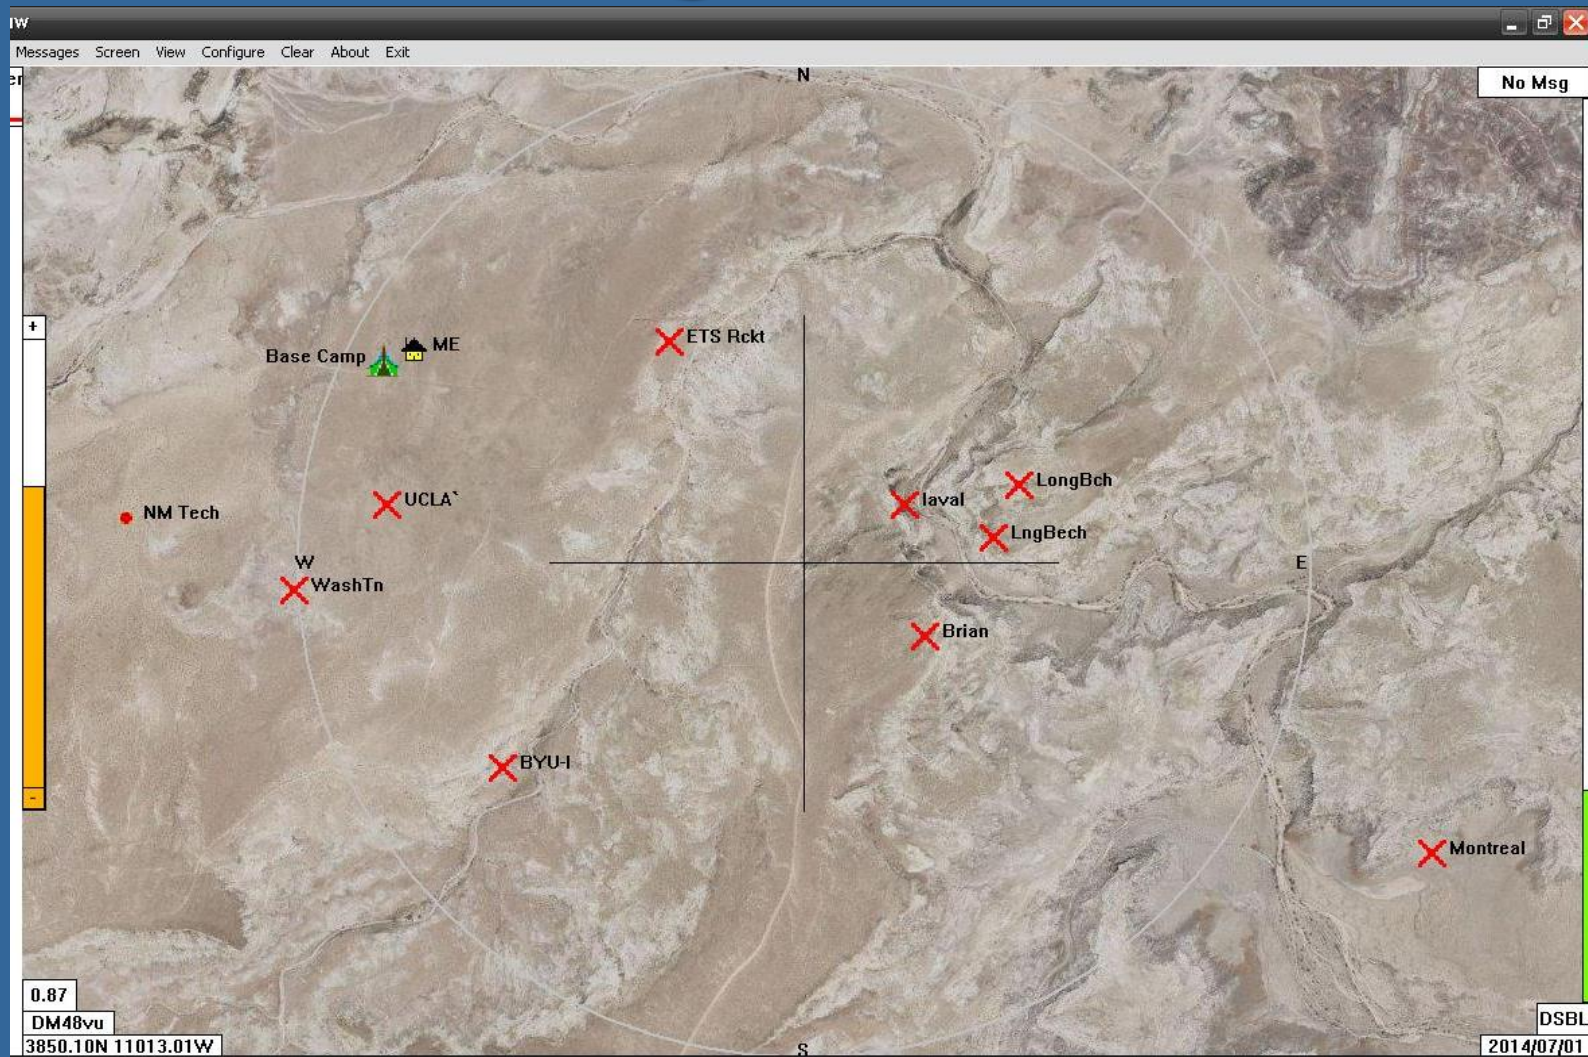 IW
Messages Screen View Configure Clear About Exit
er
N
No Msg
+
ETS Rckt
ME
Base Camp
LongBch
UCLA`
laval
NM Tech
LngBech
W
E
WashTn
Brian
BYU-I
-
Montreal
0.87
DM48vu
DSBL
3850.10N 11013.01W
S
2014/07/01